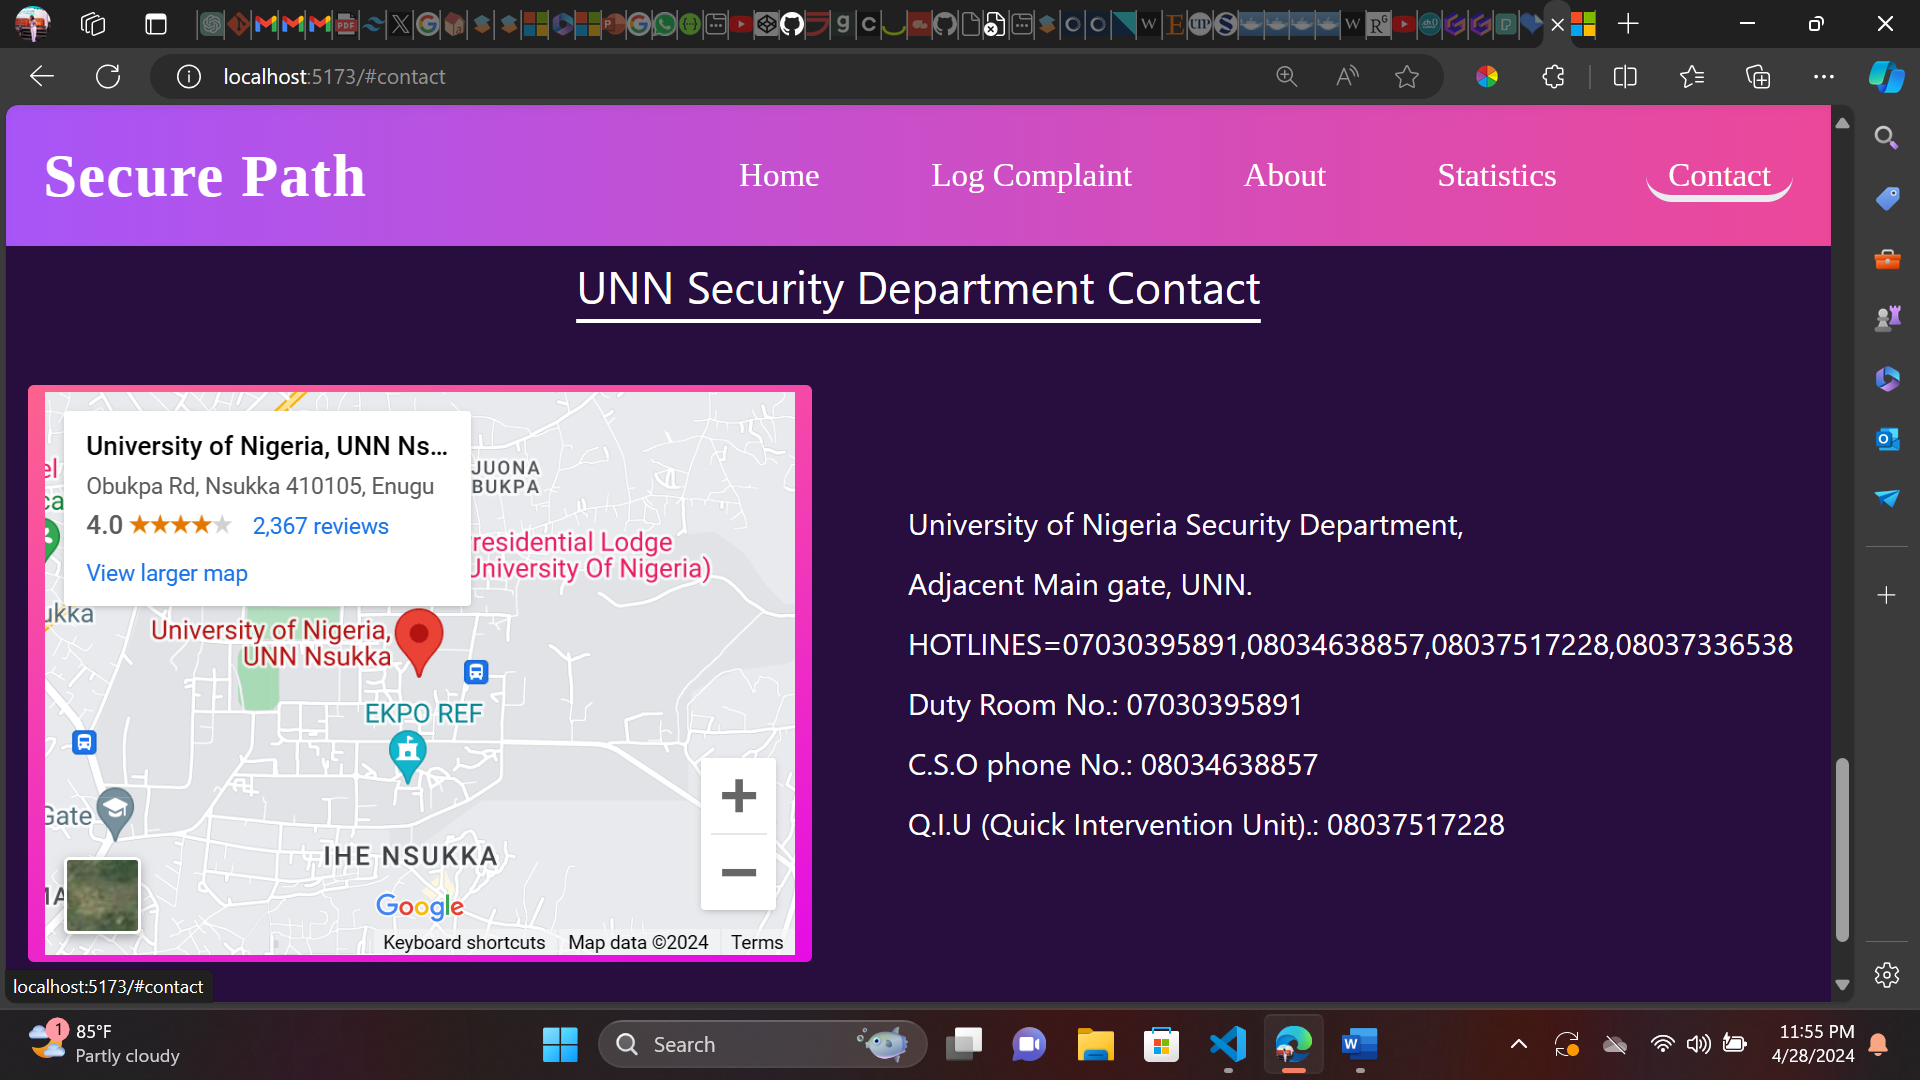 localhost:5173/#contact
Secure Path
Home
Log Complaint
About
Statistics
Contact
UNN Security Department Contact
University of Nigeria, UNN Ns...
Obukpa Rd, Nsukka 410105, Enugu
4.0
2,367 reviews
View larger map
JUONA
BUKPA
residential Lodge
University Of Nigeria)
ukka
University of Nigeria,
UNN Nsukka
EKPO REF
Gate
IHE NSUKKA
Google
Keyboard shortcuts
Map data ©2024
Terms
University of Nigeria Security Department,
Adjacent Main gate, UNN.
HOTLINES=07030395891,08034638857,08037517228,08037336538
Duty Room No.: 07030395891
C.S.O phone No.: 08034638857
Q.I.U (Quick Intervention Unit).: 08037517228
localhost:5173/#contact
1
85°F
Partly cloudy
Search
11:55 PM
4/28/2024